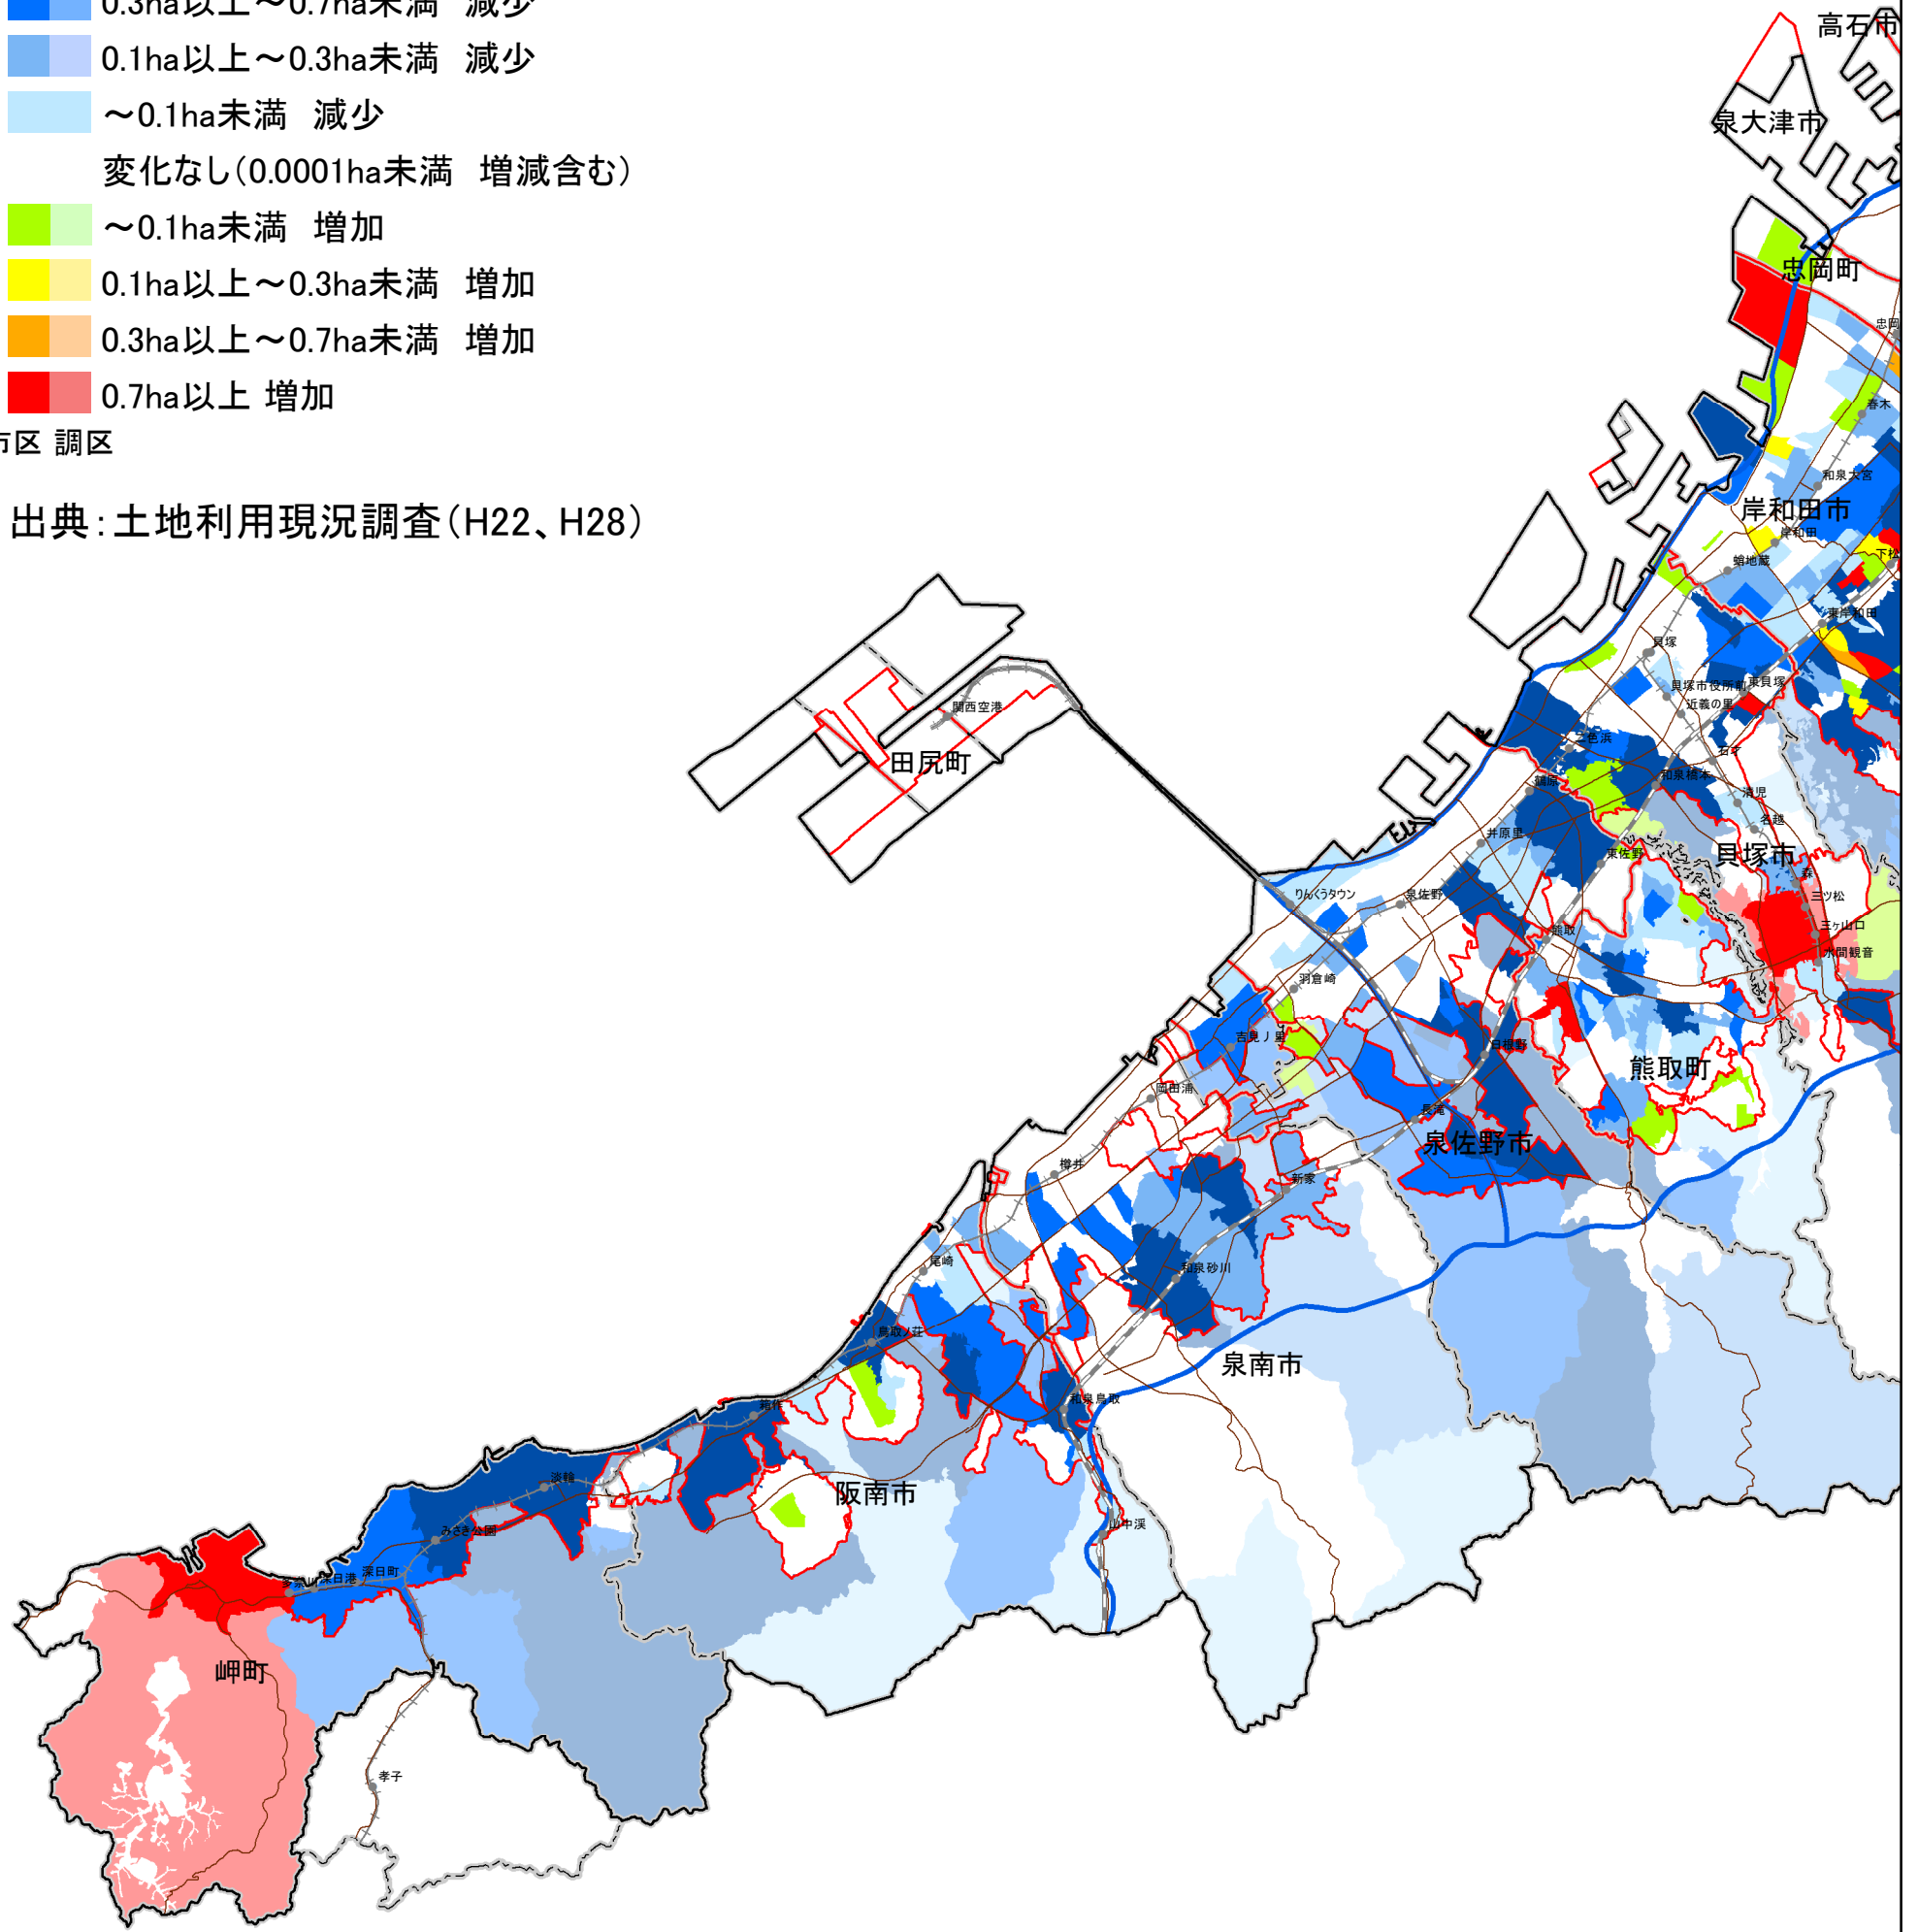 0.3ha以上～0.7ha未満　減少
0.1ha以上～0.3ha未満　減少
～0.1ha未満　減少
変化なし（0.0001ha未満　増減含む）
～0.1ha未満　増加
0.1ha以上～0.3ha未満　増加
0.3ha以上～0.7ha未満　増加
0.7ha以上 増加
市区 調区
出典：土地利用現況調査（H22、H28）
高石市
泉大津市
忠岡町
忠岡
春木
和泉大宮
岸和田市
岸和田
蛸地蔵
下松
東岸和田
貝塚
貝塚市役所前
東貝塚
近義の里
石才
和泉橋本
二色浜
鶴原
清児
名越
井原里
東佐野
貝塚市
森
三ツ松
三ヶ山口
水間観音
関西空港
田尻町
りんくうタウン
泉佐野
熊取
羽倉崎
吉見ノ里
日根野
熊取町
岡田浦
長滝
泉佐野市
樽井
新家
尾崎
和泉砂川
鳥取ノ荘
泉南市
和泉鳥取
箱作
阪南市
淡輪
山中渓
みさき公園
深日町
深日港
多奈川
岬町
孝子